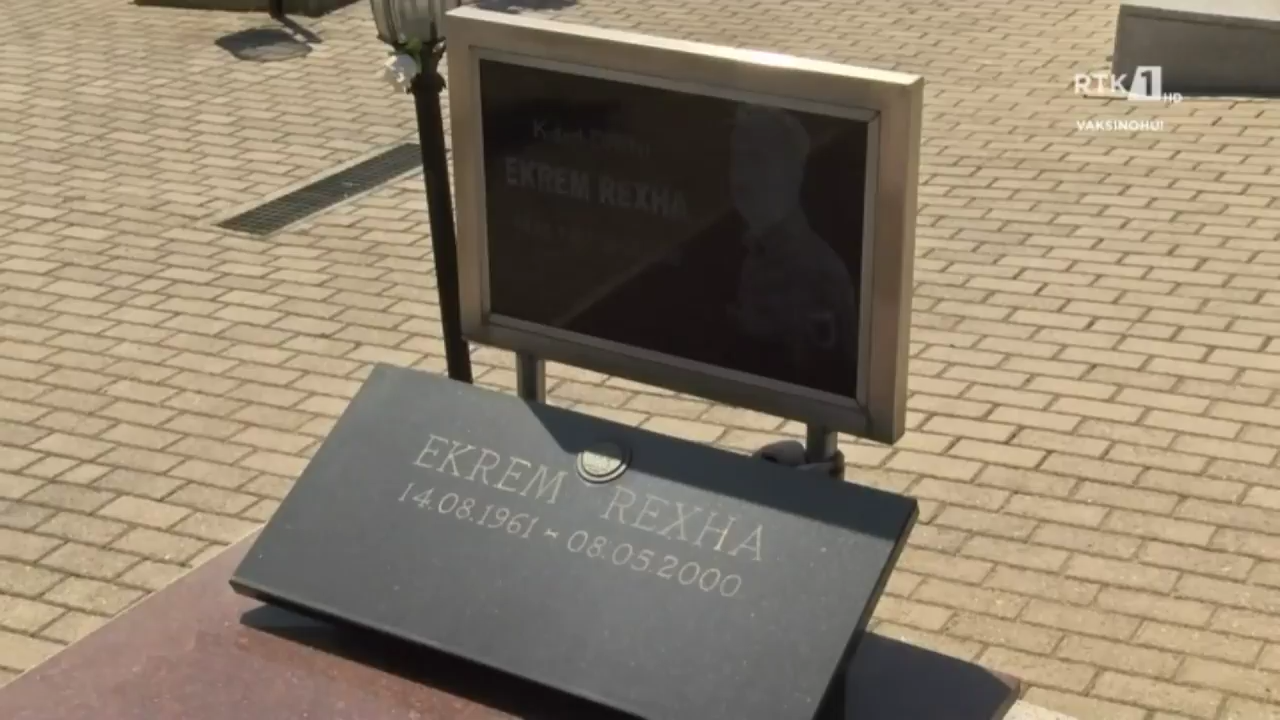 RTK 1 HD
VAKSINOHU!
EKREM REXHA
EKREM REXHA
14.08.1961 ~ 08.05.2000